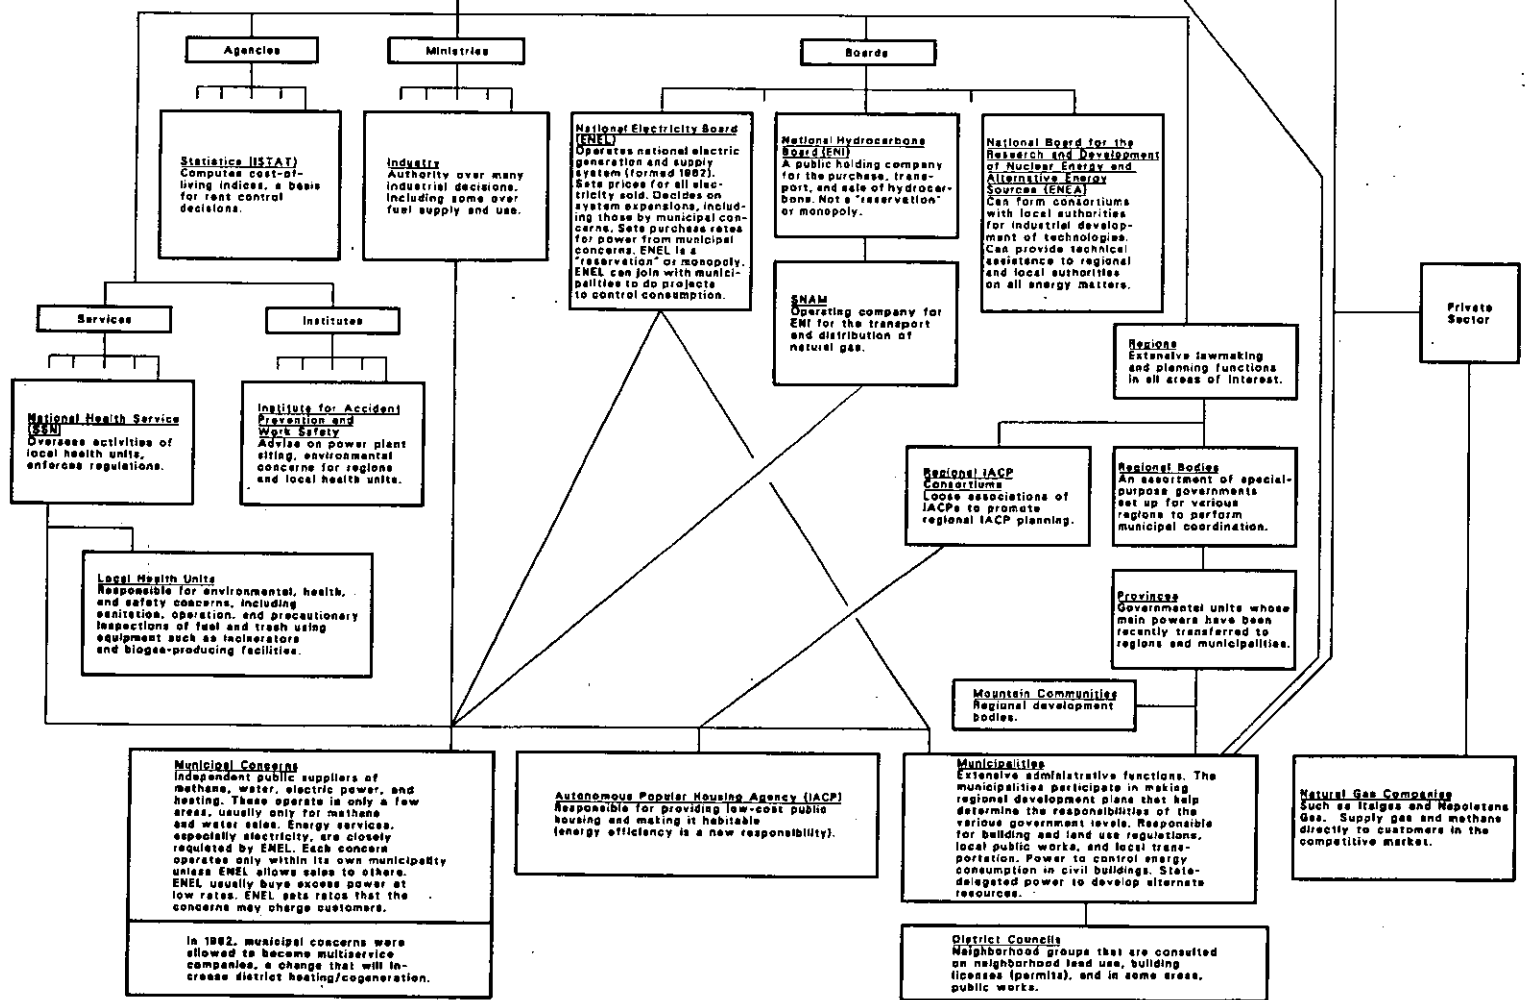 Agencies
Ministries
Boards
Statistics (ISTAT)
Computes cost-of-
living indices, a basis
for rent control
decisions.
Industry
Authority over many
industrial decisions,
including some over
fuel supply and use.
National Electricity Board
(ENEL)
Operates national electric
generation and supply
system (formed 1962).
Sets prices for all elec-
tricity sold. Decides on
system expansions, includ-
ing those by municipal con-
cerns. Sets purchase rates
for power from municipal
concerns. ENEL is a
"reservation" or monopoly.
ENEL can join with munici-
palities to do projects
to control consumption.
National Hydrocarbons
Board (ENI)
A public holding company
for the purchase, trans-
port, and sale of hydrocar-
bons. Not a "reservation"
or monopoly.
National Board for the
Research and Development
of Nuclear Energy and
Alternative Energy
Sources (ENEA)
Can form consortiums
with local authorities
for industrial develop-
ment of technologies.
Can provide technical
assistance to regional
and local authorities
on all energy matters.
SNAM
Operating company for
ENI for the transport
and distribution of
natural gas.
Private
Sector
Services
Institutes
Regions
Extensive lawmaking
and planning functions
in all areas of interest.
National Health Service
(SSN)
Oversees activities of
local health units,
enforces regulations.
Institute for Accident
Prevention and
Work Safety
Advise on power plant
siting, environmental
concerns for regions
and local health units.
Regional IACP
Consortiums
Loose associations of
IACPs to promote
regional IACP planning.
Regional Bodies
An assortment of special-
purpose governments
set up for various
regions to perform
municipal coordination.
Local Health Units
Responsible for environmental, health,
and safety concerns, including
sanitation, operation, and precautionary
inspections of fuel and trash using
equipment such as incinerators
and biogas-producing facilities.
Provinces
Governmental units whose
main powers have been
recently transferred to
regions and municipalities.
Mountain Communities
Regional development
bodies.
Municipal Concerns
Independent public suppliers of
methane, water, electric power, and
heating. These operate in only a few
areas, usually only for methane
and water sales. Energy services,
especially electricity, are closely
regulated by ENEL. Each concern
operates only within its own municipality
unless ENEL allows sales to others.
ENEL usually buys excess power at
low rates. ENEL sets rates that the
concerns may charge customers.
In 1982, municipal concerns were
allowed to become multiservice
companies, a change that will in-
crease district heating/cogeneration.
Autonomous Popular Housing Agency (IACP)
Responsible for providing low-cost public
housing and making it habitable
(energy efficiency is a new responsibility).
Municipalities
Extensive administrative functions. The
municipalities participate in making
regional development plans that help
determine the responsibilities of the
various government levels. Responsible
for building and land use regulations,
local public works, and local trans-
portation. Power to control energy
consumption in civil buildings. State-
delegated power to develop alternate
resources.
Natural Gas Companies
Such as Italgas and Napoletana
Gas. Supply gas and methane
directly to customers in the
competitive market.
District Councils
Neighborhood groups that are consulted
on neighborhood land use, building
licenses (permits), and in some areas,
public works.